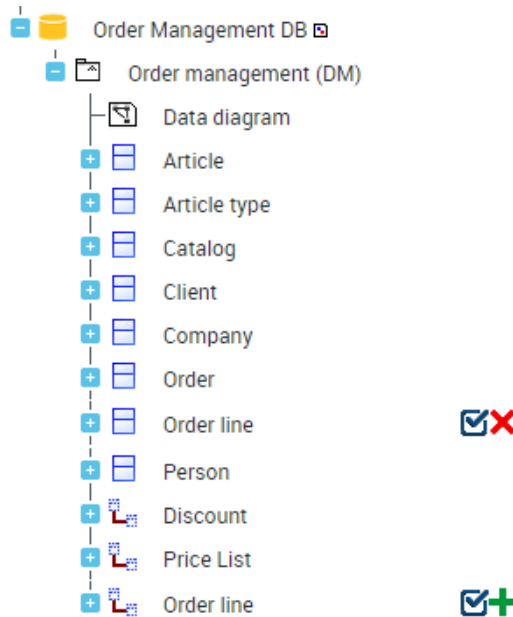 Order Management DB
Order management (DM)
Data diagram
Article
Article type
Catalog
Client
Company
Order
Order line
Person
Discount
Price List
Order line